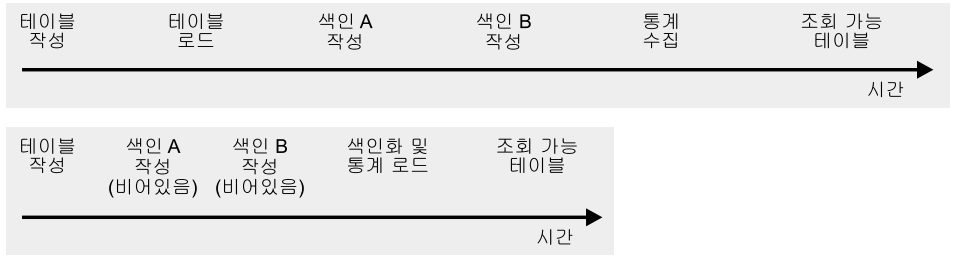 테이블
작성
테이블
로드
색인 A
작성
색인 B
작성
통계
수집
조회 가능
테이블
시간
테이블
작성
색인 A
작성
(비어있음)
색인 B
작성
(비어있음)
색인화 및
통계 로드
조회 가능
테이블
시간